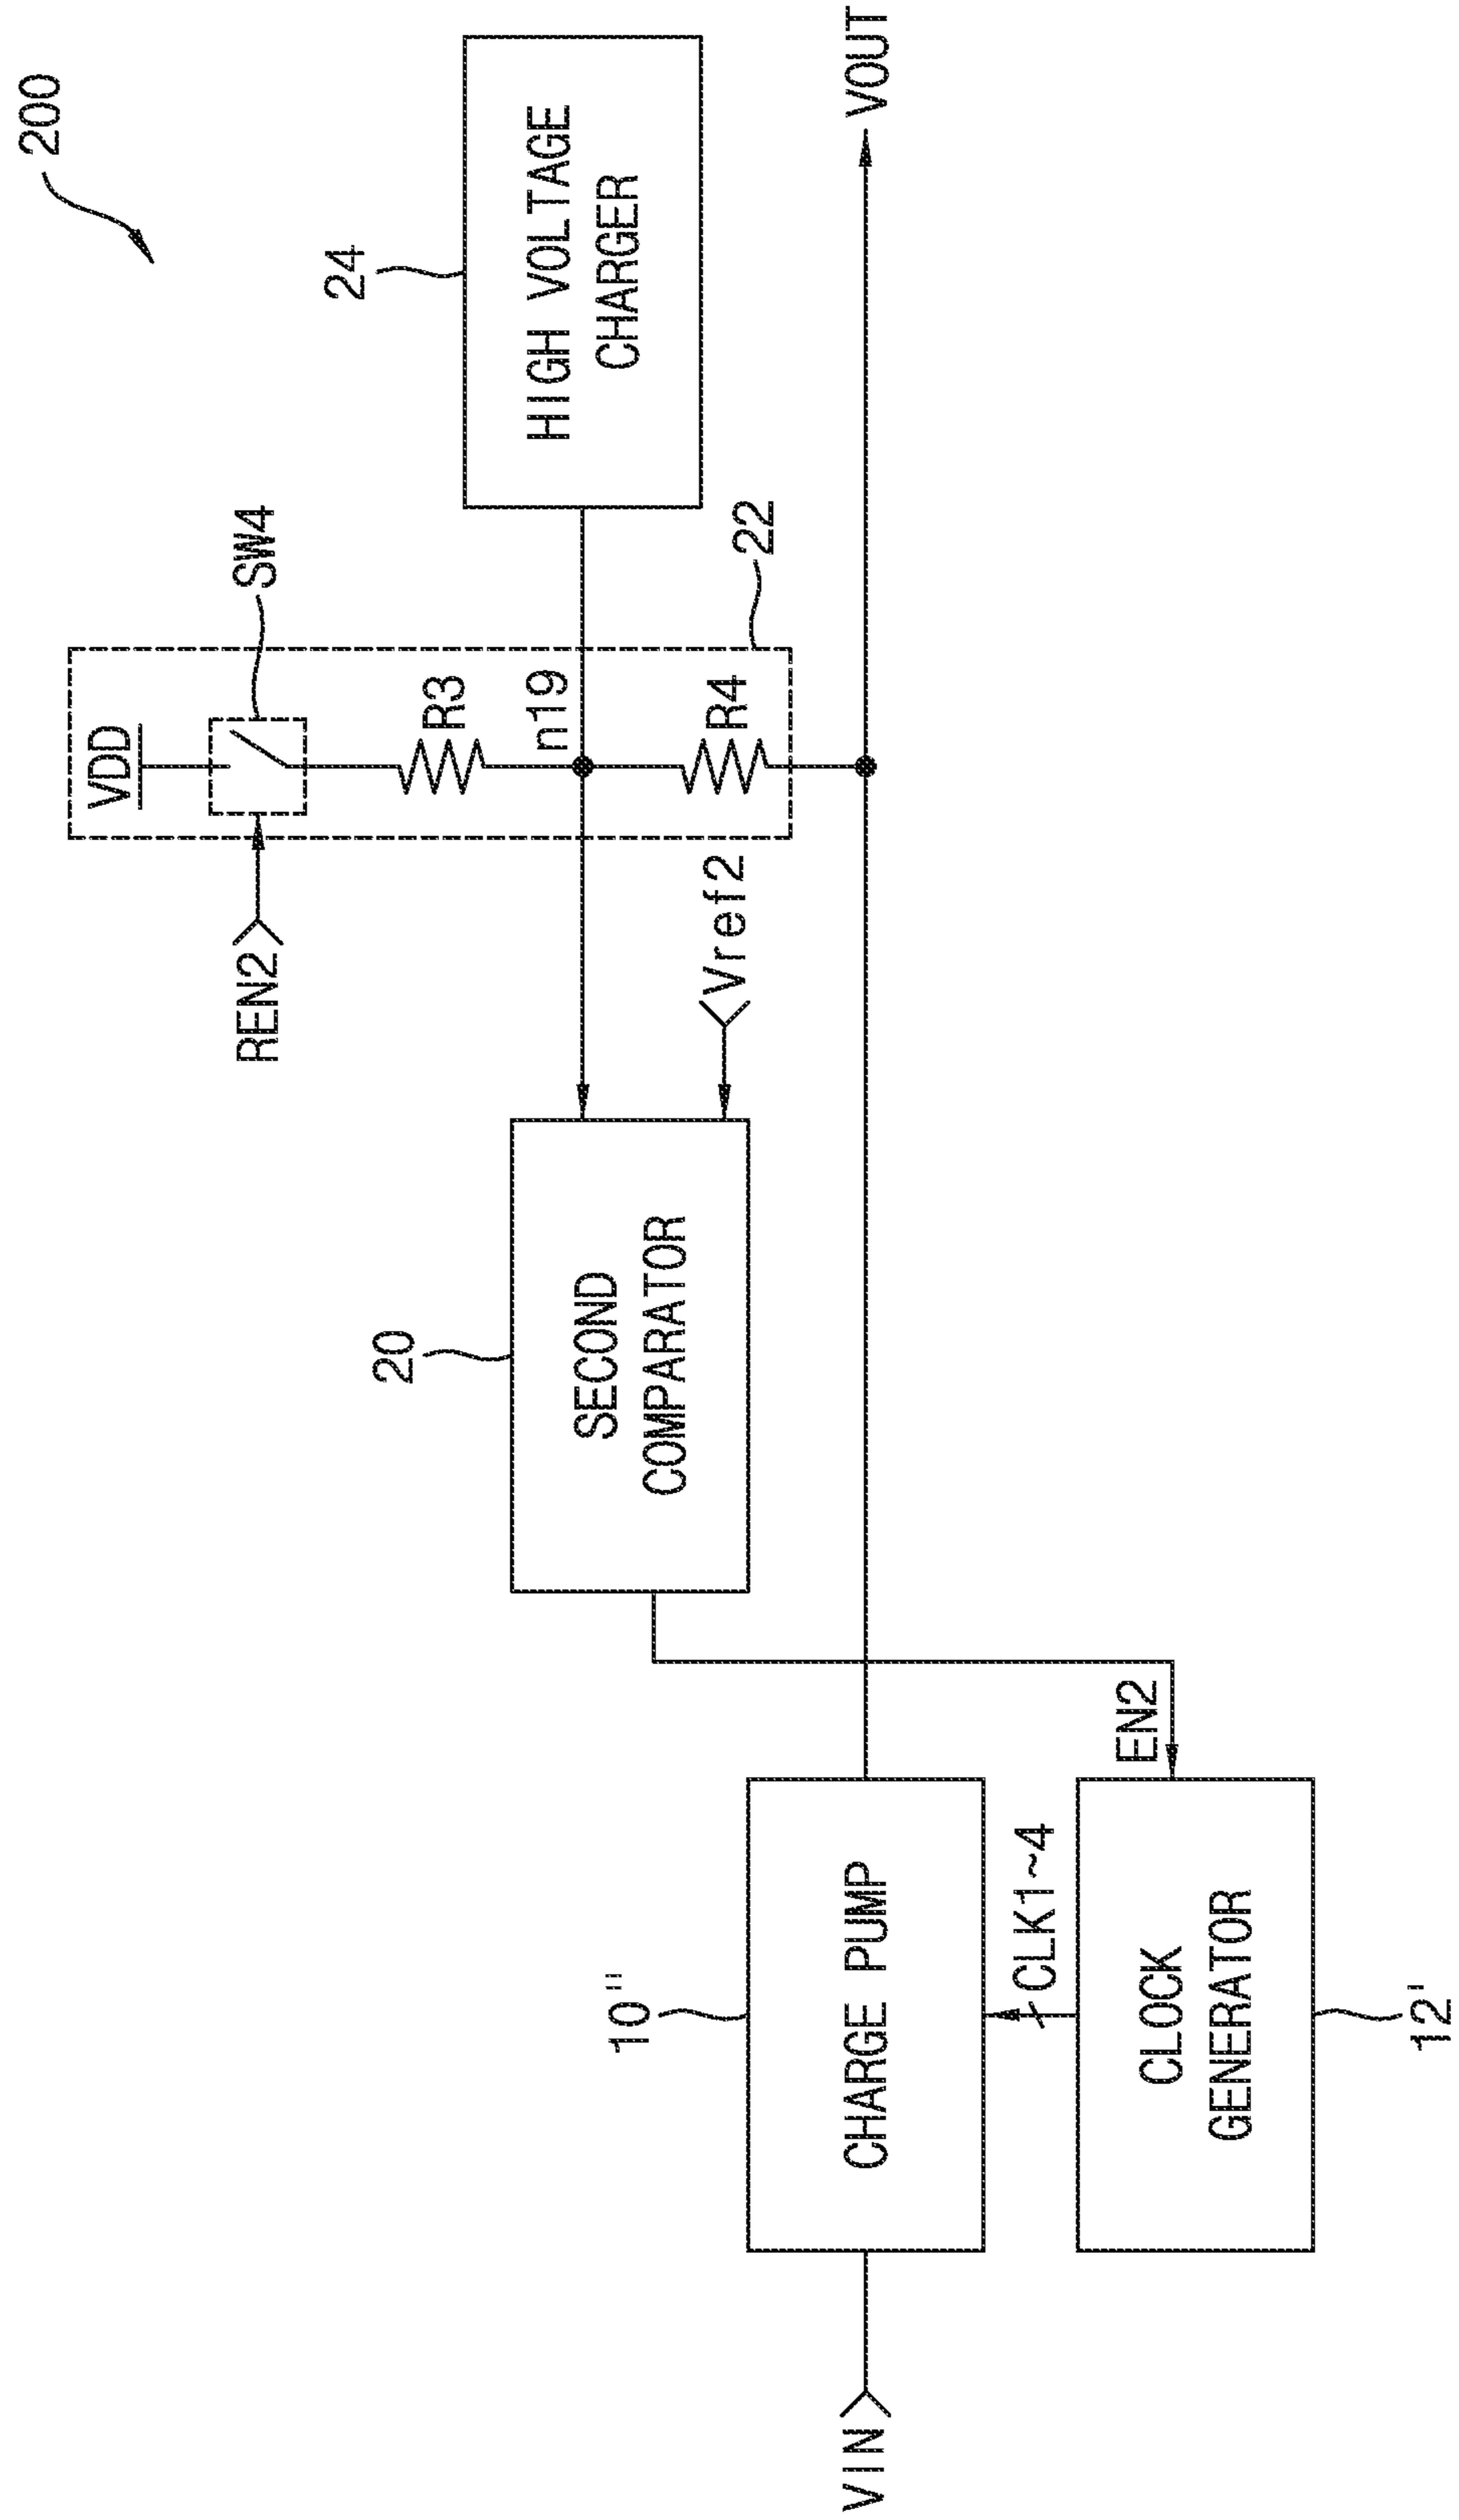 200
VDD
SW4
REN2
R3
24
n19
HIGH VOLTAGE
CHARGER
20
SECOND
COMPARATOR
Vref2
R4
22
10"
CHARGE PUMP
VIN
VOUT
CLK1~4
EN2
CLOCK
GENERATOR
12'